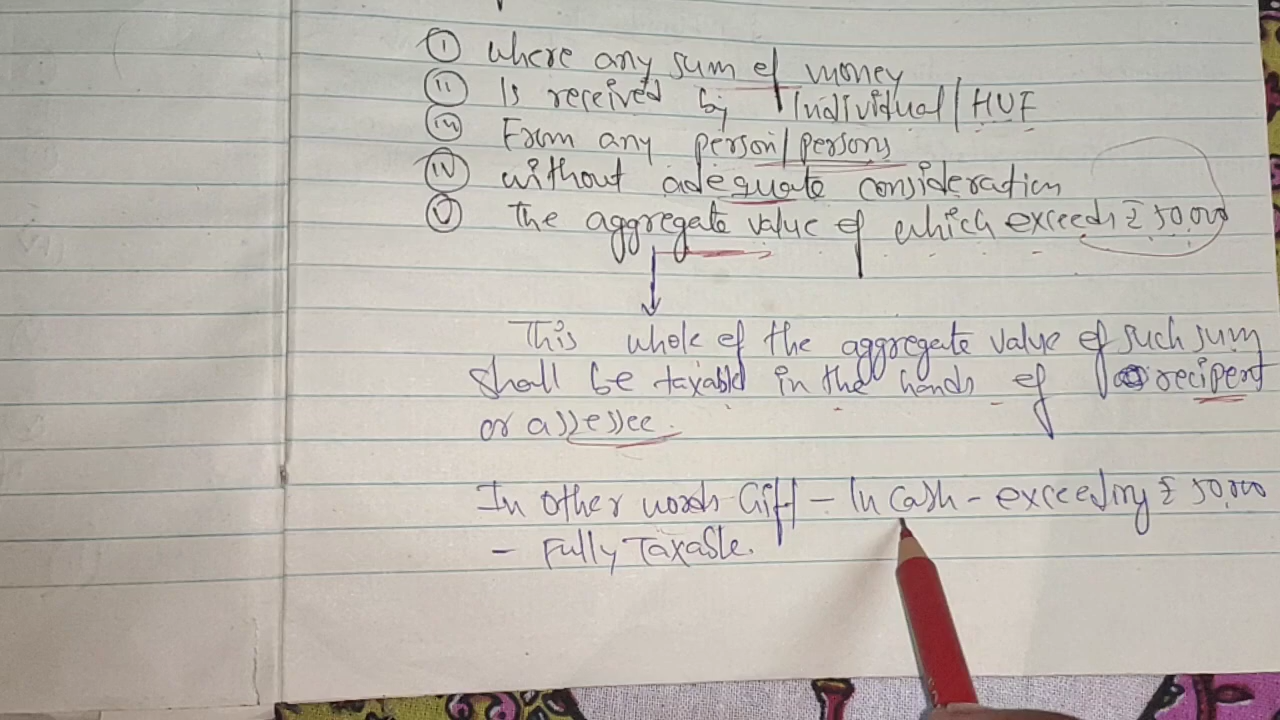 (i) where any sum of money
(ii) Is received by Individual/HUF
(iii) From any person/persons
(iv) without adequate consideration
(v) The aggregate value of which exceeds ₹ 50,000
This whole of the aggregate value of such sum
shall be taxable in the hands of recipent
or assessee.
In other words Gift - In Cash - exceeding ₹ 50,000
- Fully Taxable.